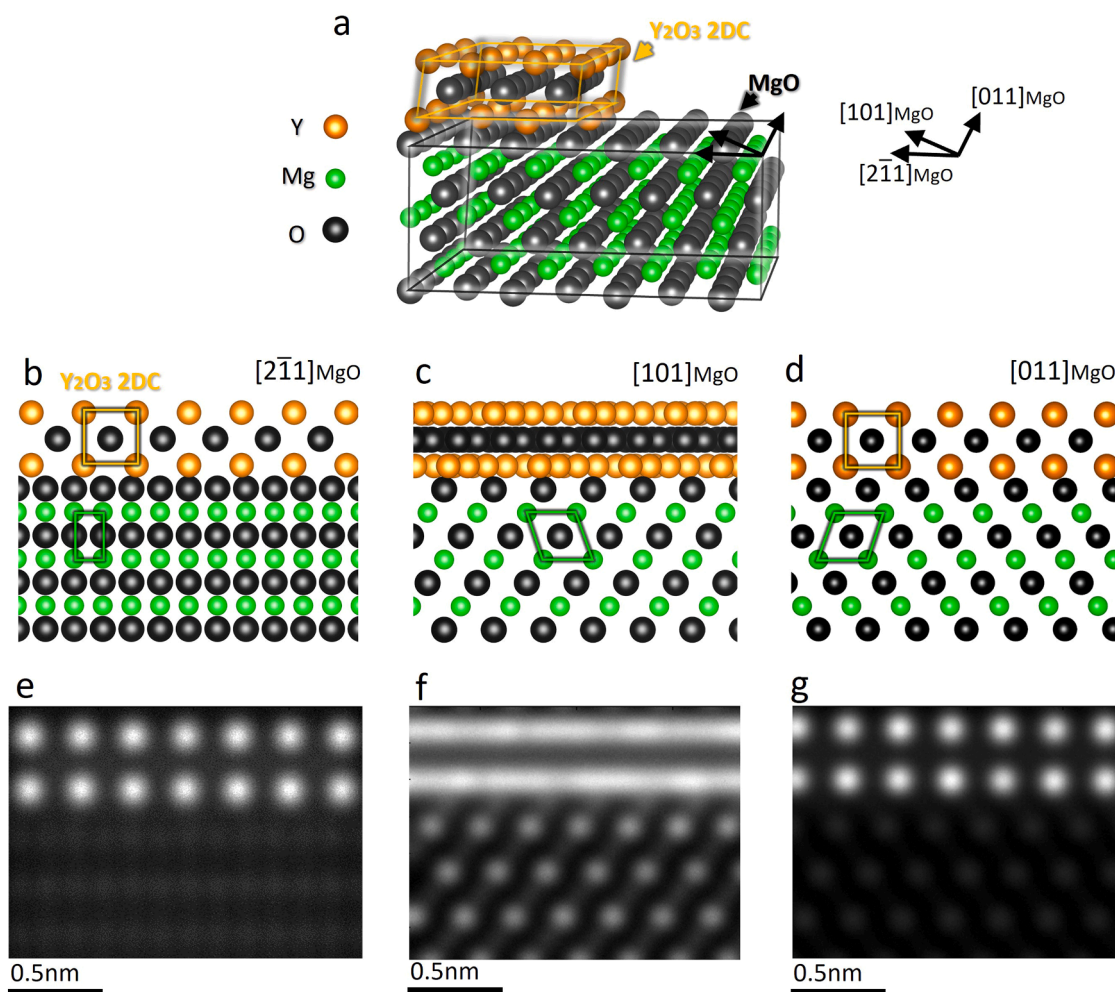 a
Y₂O₃ 2DC
MgO
Y
Mg
O
[101]MgO
[011]MgO
[21̅1]MgO
b
Y₂O₃ 2DC
[21̅1]MgO
c
[101]MgO
d
[011]MgO
e
f
g
0.5nm
0.5nm
0.5nm